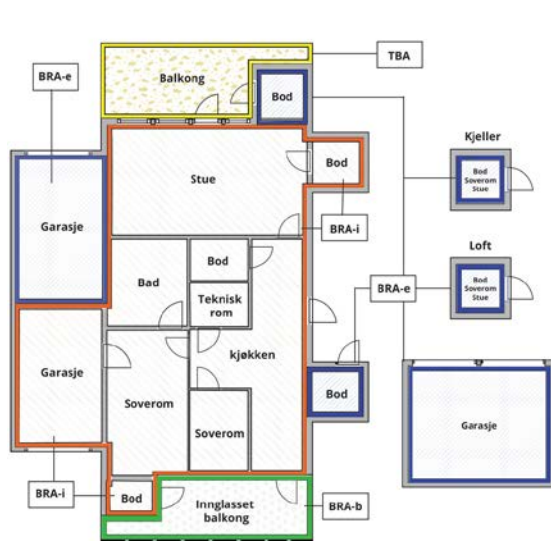 TBA
BRA-e
Balkong
Bod
Kjeller
Bod
Soverom
Stue
Stue
Bod
Garasje
BRA-i
Loft
Bod
Bad
Bod
Soverom
Stue
Teknisk
rom
BRA-e
Garasje
kjøkken
Soverom
Bod
Garasje
Soverom
BRA-i
Bod
Innglasset
balkong
BRA-b